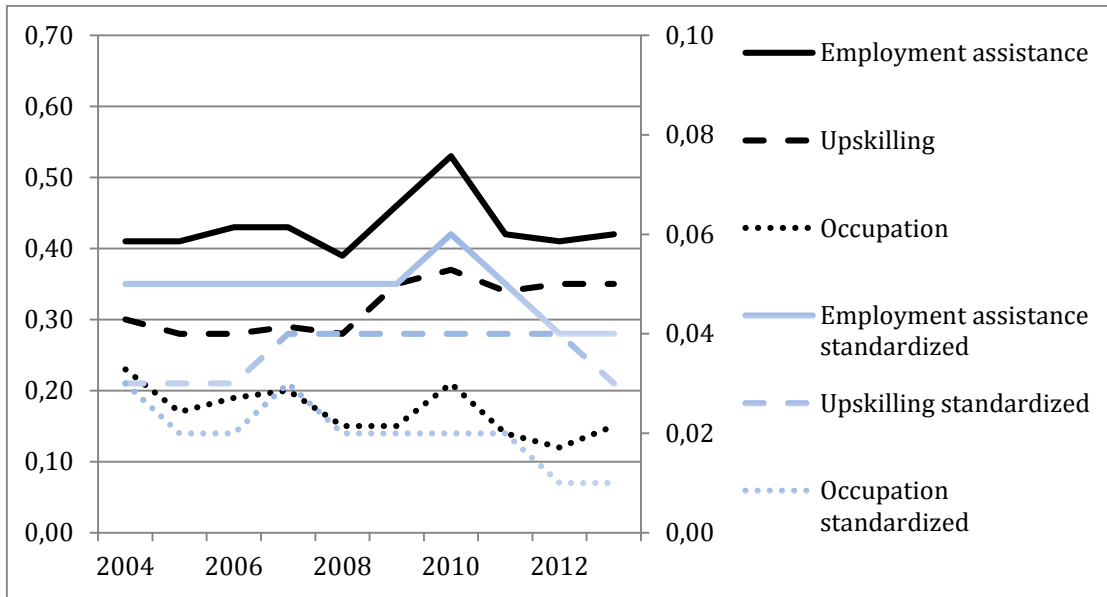 0,70
0,60
0,50
0,40
0,30
0,20
0,10
0,00
2004 2006 2008 2010 2012
0,10
0,08
0,06
0,04
0,02
0,00
Employment assistance
Upskilling
Occupation
Employment assistance
standardized
Upskilling standardized
Occupation
standardized